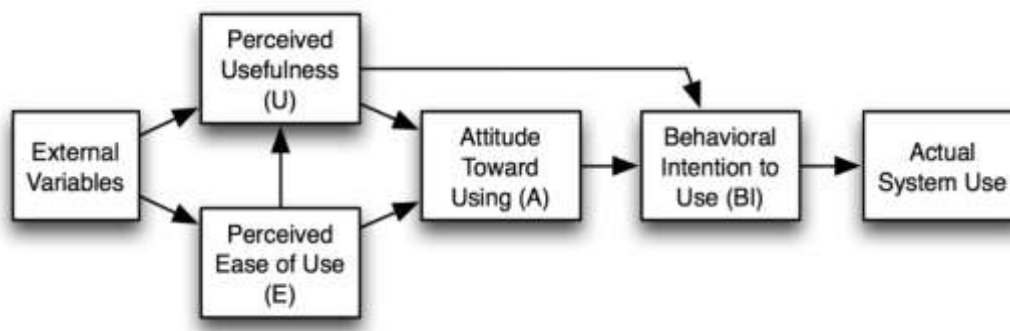 External
Variables
Perceived
Usefulness
(U)
Perceived
Ease of Use
(E)
Attitude
Toward
Using (A)
Behavioral
Intention to
Use (BI)
Actual
System Use